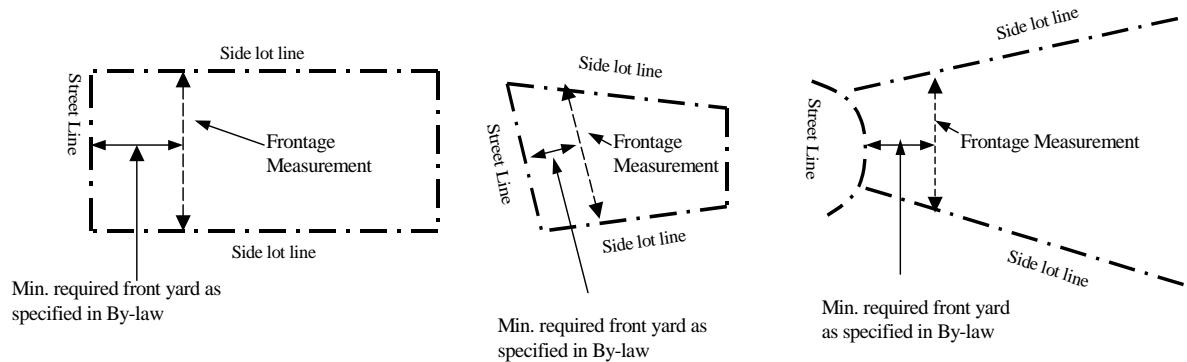 Side lot line
Street Line
Frontage
Measurement
Side lot line
Min. required front yard as
specified in By-law
Side lot line
Street Line
Frontage
Measurement
Side lot line
Min. required front yard as
specified in By-law
Side lot line
Street Line
Frontage
Measurement
Side lot line
Min. required front yard
as specified in By-law